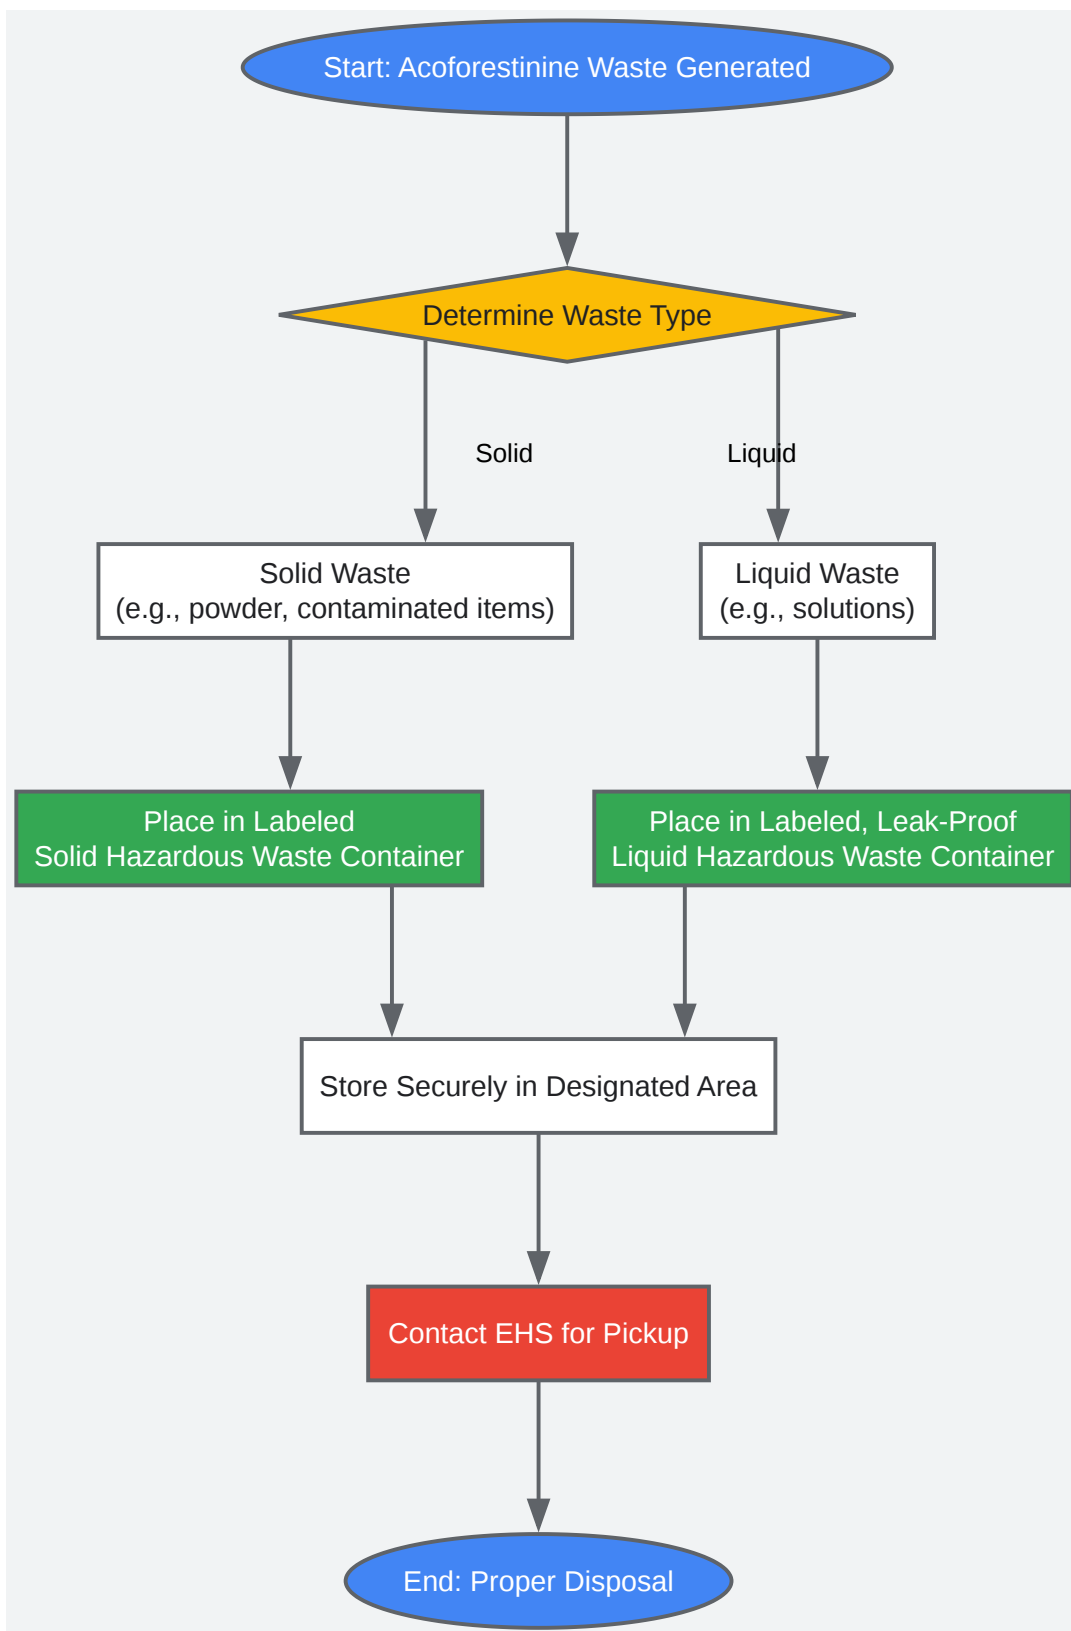 Start: Acoforestinine Waste Generated
Determine Waste Type
Solid
Liquid
Solid Waste
(e.g., powder, contaminated items)
Liquid Waste
(e.g., solutions)
Place in Labeled
Solid Hazardous Waste Container
Place in Labeled, Leak-Proof
Liquid Hazardous Waste Container
Store Securely in Designated Area
Contact EHS for Pickup
End: Proper Disposal